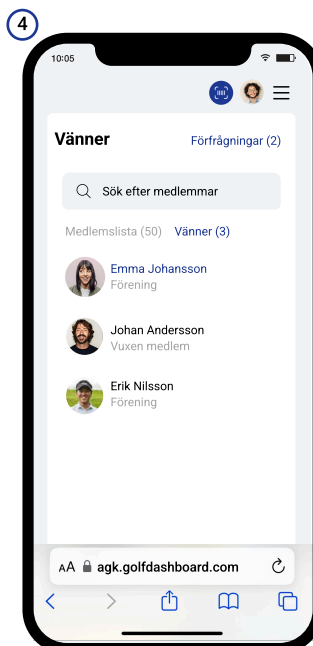 4
10:05
Vänner
Förfrågningar (2)
Sök efter medlemmar
Medlemslista (50) Vänner (3)
Emma Johansson
Förening
Johan Andersson
Vuxen medlem
Erik Nilsson
Förening
AA agk.golfdashboard.com